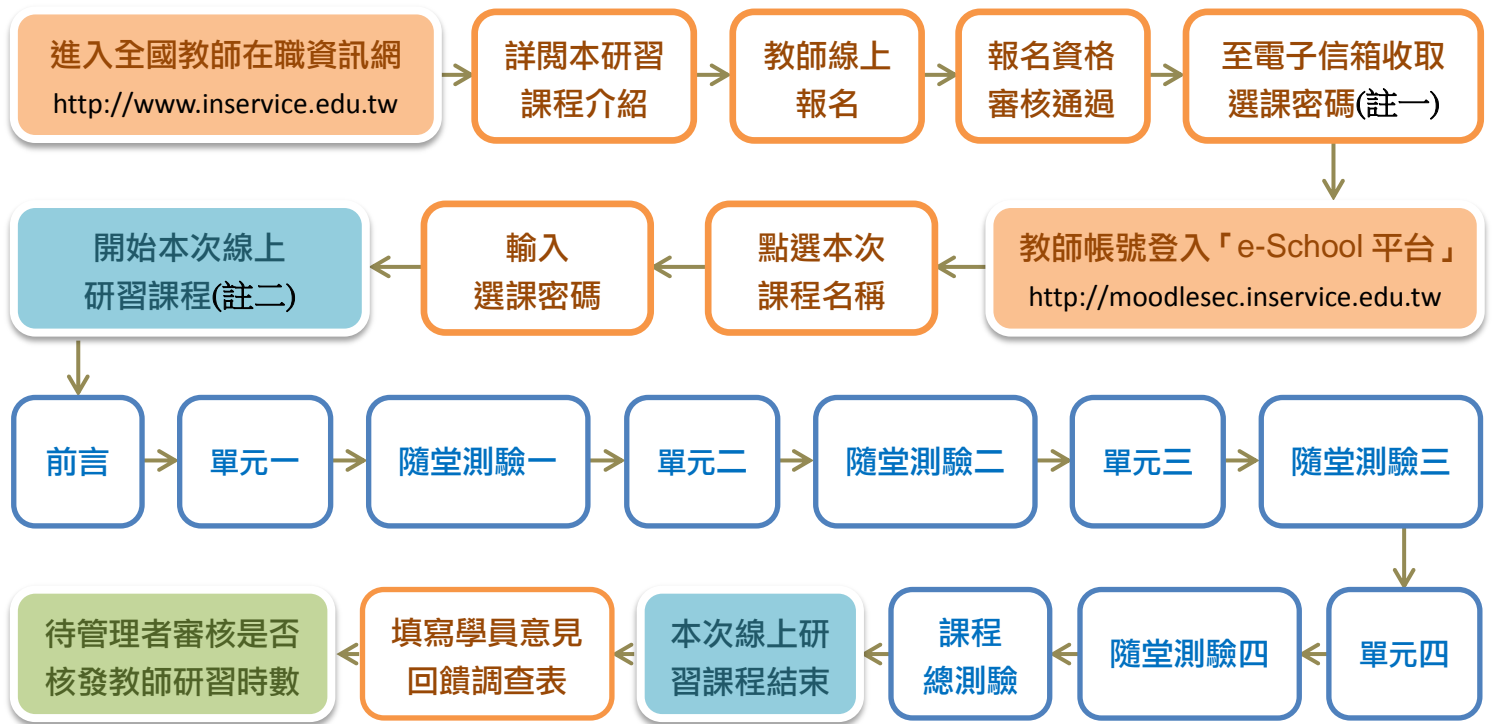 進入全國教師在職資訊網
http://www.inservice.edu.tw
詳閱本研習
課程介紹
教師線上
報名
報名資格
審核通過
至電子信箱收取
選課密碼(註一)
教師帳號登入「e-School 平台」
http://moodlesec.inservice.edu.tw
點選本次
課程名稱
輸入
選課密碼
開始本次線上
研習課程(註二)
前言
單元一
隨堂測驗一
單元二
隨堂測驗二
單元三
隨堂測驗三
單元四
隨堂測驗四
課程
總測驗
本次線上研
習課程結束
填寫學員意見
回饋調查表
待管理者審核是否
核發教師研習時數